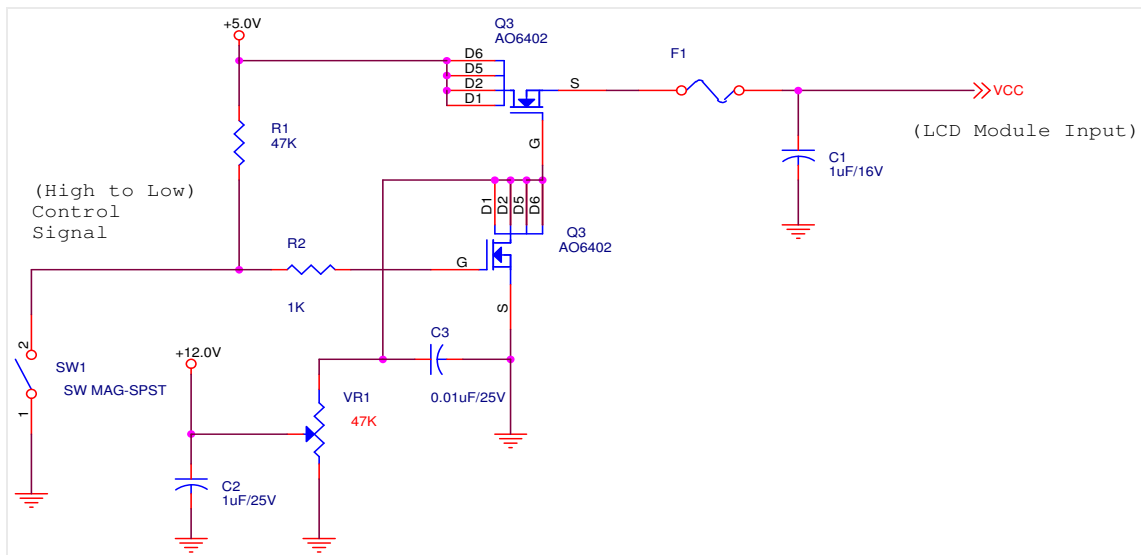 +5.0V
Q3
AO6402
F1
D6
D5
D2
D1
S
VCC
(LCD Module Input)
R1
47K
G
C1
1uF/16V
(High to Low)
Control
Signal
D1
D2
D5
D6
Q3
AO6402
R2
G
1K
S
C3
+12.0V
2
SW1
SW MAG-SPST
VR1
0.01uF/25V
1
47K
C2
1uF/25V